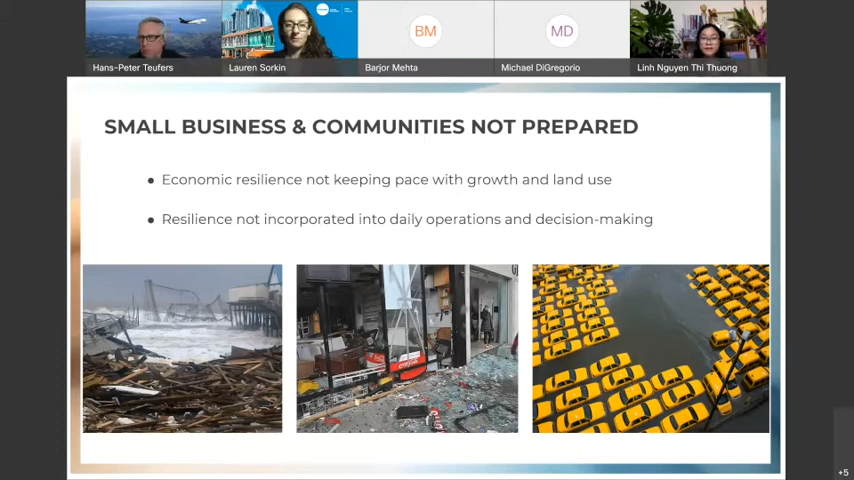 BM
MD
Hans-Peter Teufers
Lauren Sorkin
Barjor Mehta
Michael DiGregorio
Linh Nguyen Thi Thuong
SMALL BUSINESS & COMMUNITIES NOT PREPARED
• Economic resilience not keeping pace with growth and land use
• Resilience not incorporated into daily operations and decision-making
+5